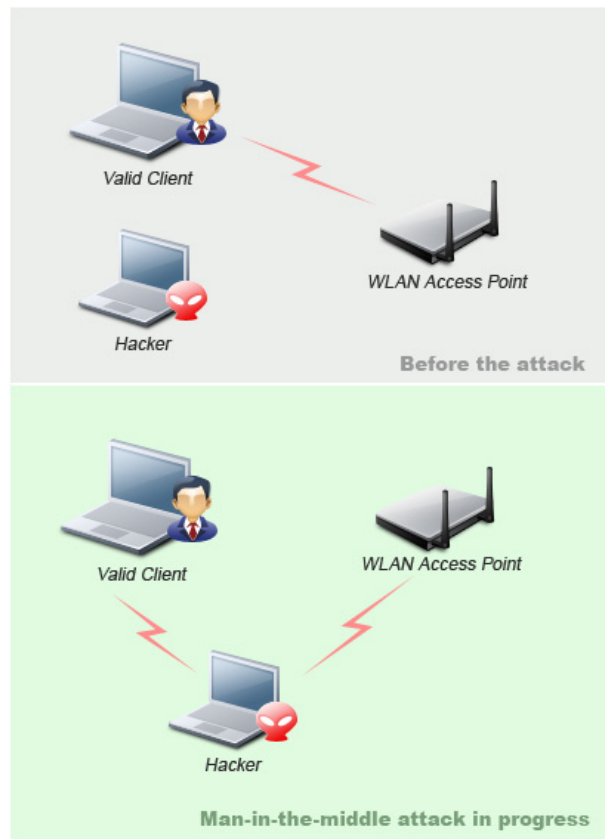 Valid Client
WLAN Access Point
Hacker
Before the attack
Valid Client
WLAN Access Point
Hacker
Man-in-the-middle attack in progress